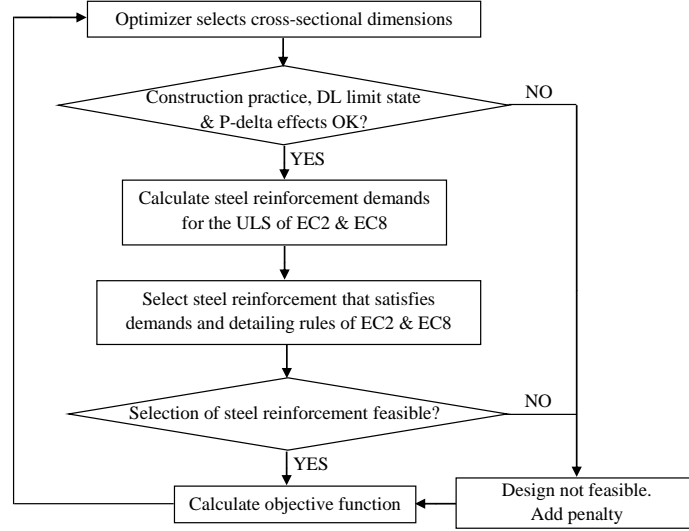 Optimizer selects cross-sectional dimensions
Construction practice, DL limit state
& P-delta effects OK?
NO
YES
Calculate steel reinforcement demands
for the ULS of EC2 & EC8
Select steel reinforcement that satisfies
demands and detailing rules of EC2 & EC8
Selection of steel reinforcement feasible?
NO
YES
Calculate objective function
Design not feasible.
Add penalty